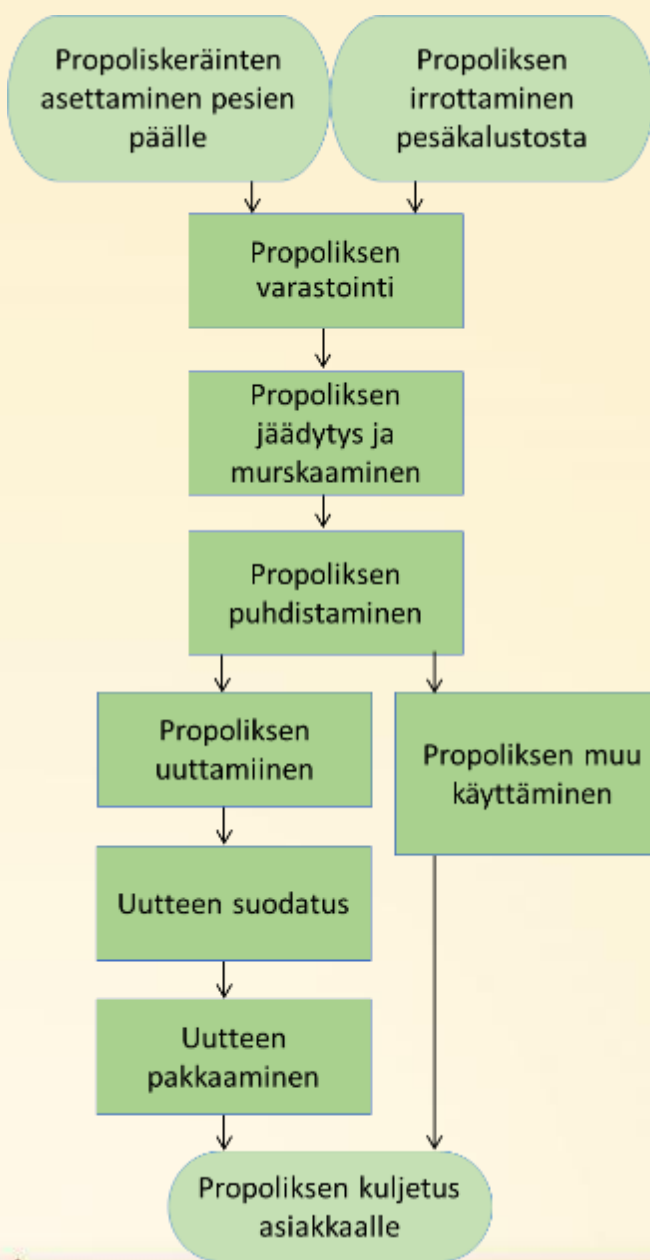 Propoliskeräinten
asettaminen pesien
päälle
Propoliksen
irrottaminen
pesäkalustosta
Propoliksen
varastointi
Propoliksen
jäädytys ja
murskaaminen
Propoliksen
puhdistaminen
Propoliksen
uuttamiinen
Propoliksen muu
käyttäminen
Uutteen suodatus
Uutteen
pakkaaminen
Propoliksen kuljetus
asiakkaalle